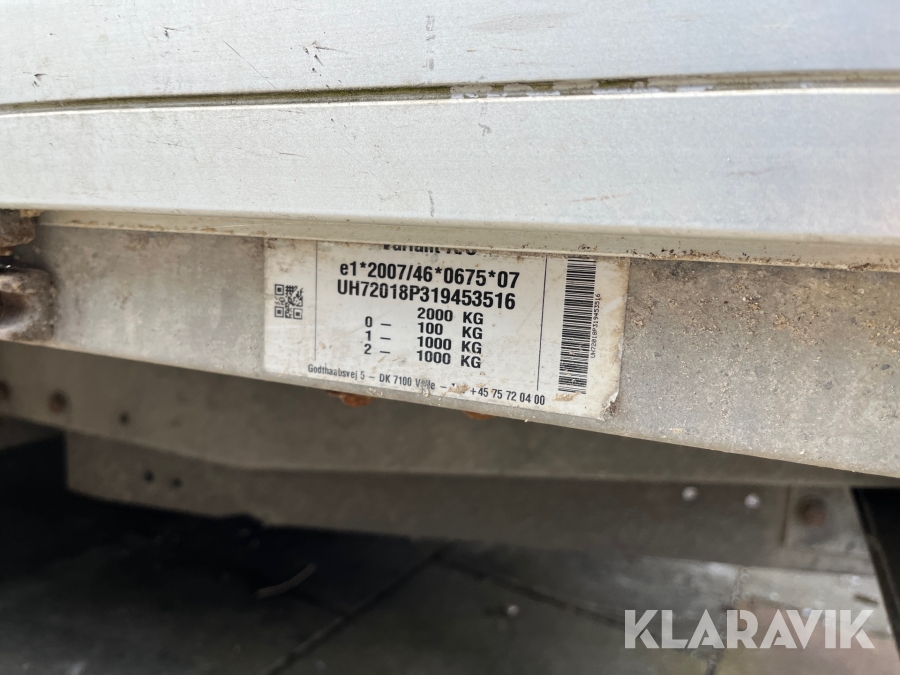 e1*2007/46*0675*07
UH72018P319453516
2000 KG
0 – 100 KG
1 – 1000 KG
2 – 1000 KG
Godthaabsvej 5 – DK 7100 Vejle – +45 75 72 04 00
UH72018P319453516
KLARAVIK